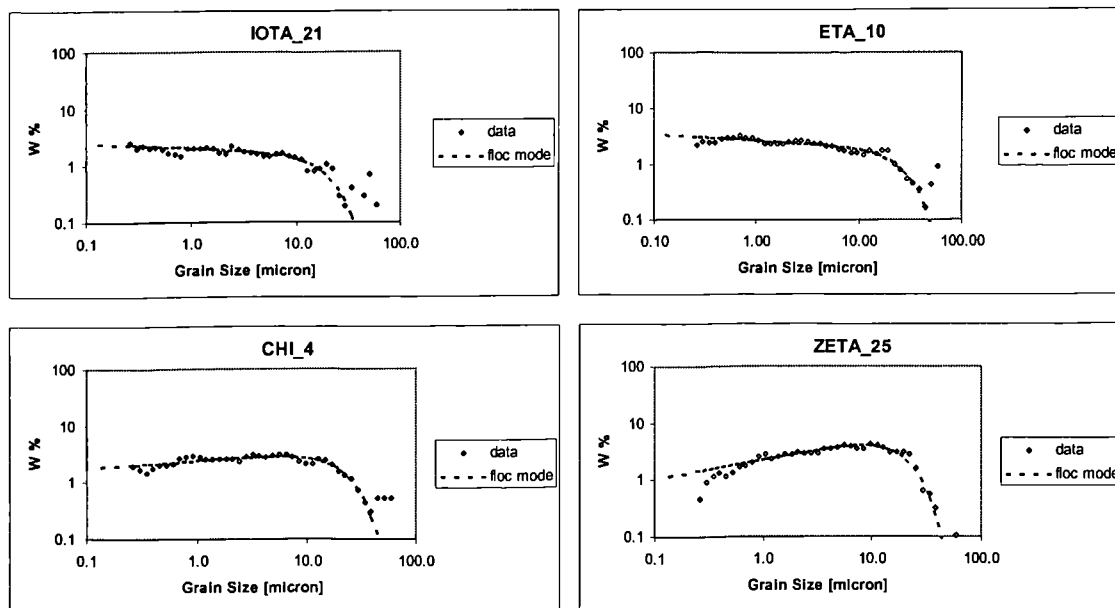 IOTA_21
100
10
1
0.1
W %
0.1 1.0 10.0 100.0
Grain Size [micron]
data
floc mode
ETA_10
100
10
1
0.1
W %
0.10 1.00 10.00 100.00
Grain Size [micron]
data
floc mode
CHI_4
100
10
1
0.1
W %
0.1 1.0 10.0 100.0
Grain Size [micron]
data
floc mode
ZETA_25
100
10
1
0.1
W %
0.1 1.0 10.0 100.0
Grain Size [micron]
data
floc mode